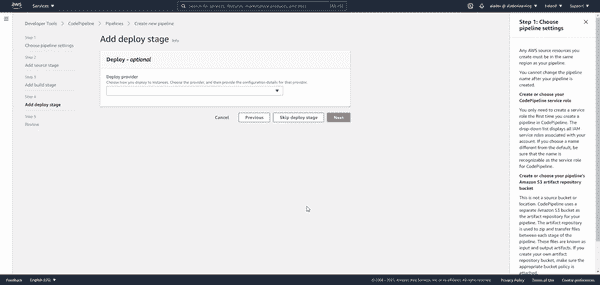 aws
Services
Search for services, features, marketplace products, and docs
[Alt+S]
Ireland
Support
Developer Tools > CodePipeline > Pipelines > Create new pipeline
Step 1
Choose pipeline settings
Step 2
Add source stage
Step 3
Add build stage
Step 4
Add deploy stage
Step 5
Review
Add deploy stage Info
Deploy - optional
Deploy provider
Choose how you deploy to instances. Choose the provider, and then provide the configuration details for that provider.
Cancel
Previous
Skip deploy stage
Next
Step 1: Choose
pipeline settings
Any AWS source resources you
create must be in the same
region as your pipeline.
You cannot change the pipeline
name after your pipeline is
created.
Create or choose your
CodePipeline service role
You only need to create a service
role the first time you create a
pipeline in CodePipeline. The
drop-down list displays all IAM
service roles associated with your
account. If you choose a name
different from the default, be
sure that the name is
recognizable as the service role
for CodePipeline.
Create or choose your pipeline's
Amazon S3 artifact repository
bucket
This is not a source bucket or
location. CodePipeline uses a
separate Amazon S3 bucket as
the artifact repository for your
pipeline. The artifact repository
is used to zip and transfer files
between each stage of the
pipeline. These files are known as
input and output artifacts. If you
create your own artifact
repository bucket, make sure the
appropriate bucket policy is
attached.
Feedback
English (US)
© 2008 - 2021, Amazon Web Services, Inc. or its affiliates. All rights reserved.
Privacy Policy
Terms of Use
Cookie preferences